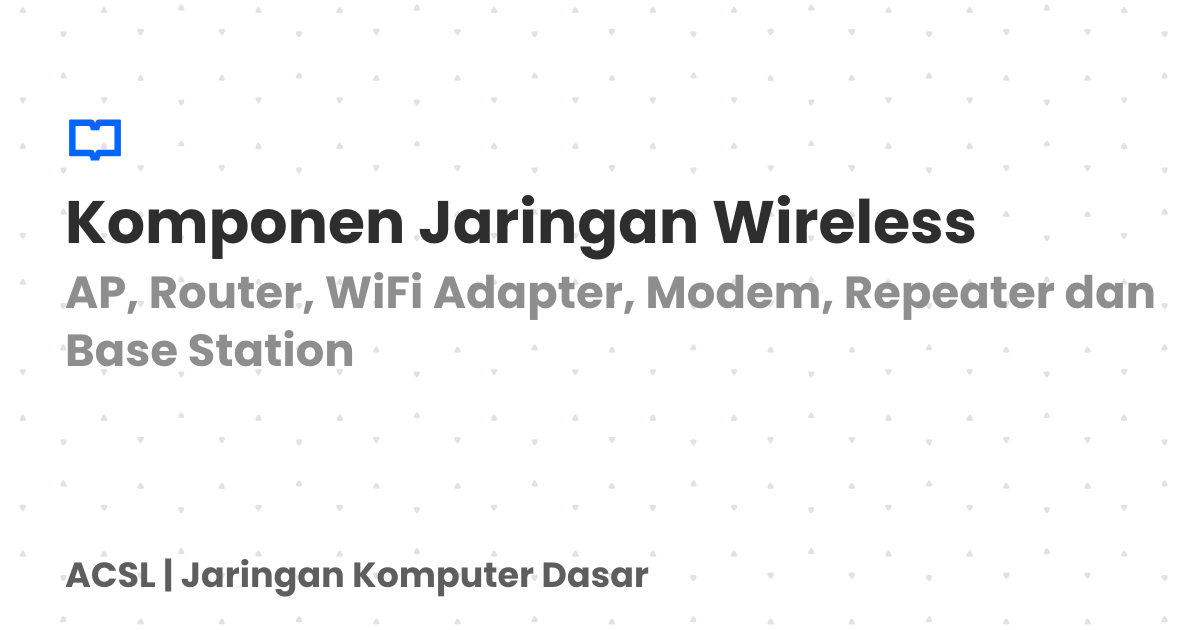 Komponen Jaringan Wireless
AP, Router, WiFi Adapter, Modem, Repeater dan
Base Station
ACSL | Jaringan Komputer Dasar